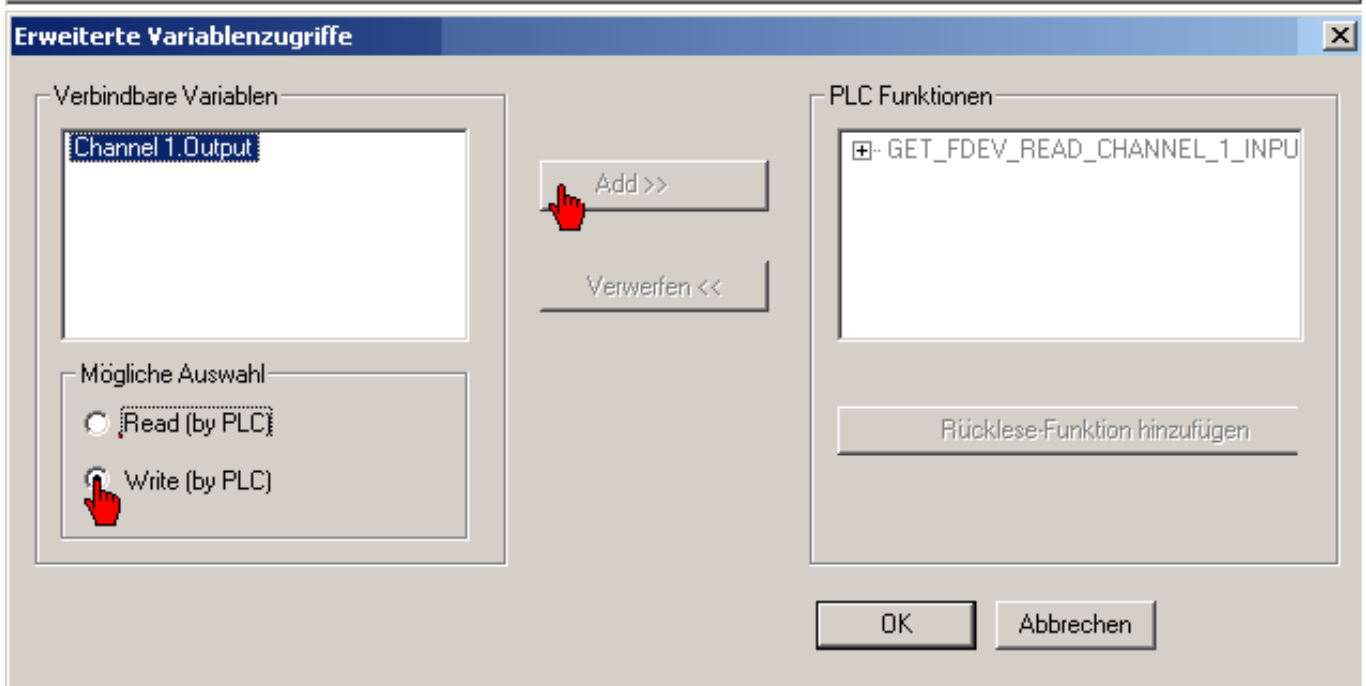 Erweiterte Variablenzugriffe
Verbindbare Variablen
Channel 1.Output
Mögliche Auswahl
Read (by PLC)
Write (by PLC)
Add >>
Verwerfen <<
PLC Funktionen
GET_FDEV_READ_CHANNEL_1_INPU
Rücklese-Funktion hinzufügen
OK
Abbrechen